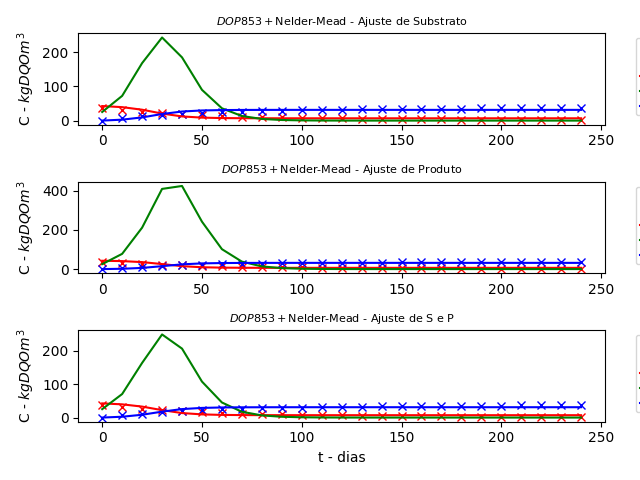 DOP853 + Nelder-Mead - Ajuste de Substrato
C - kgDQOm³
200
100
0
0 50 100 150 200 250
DOP853 + Nelder-Mead - Ajuste de Produto
C - kgDQOm³
400
200
0
0 50 100 150 200 250
DOP853 + Nelder-Mead - Ajuste de S e P
C - kgDQOm³
200
100
0
0 50 100 150 200 250
t - dias